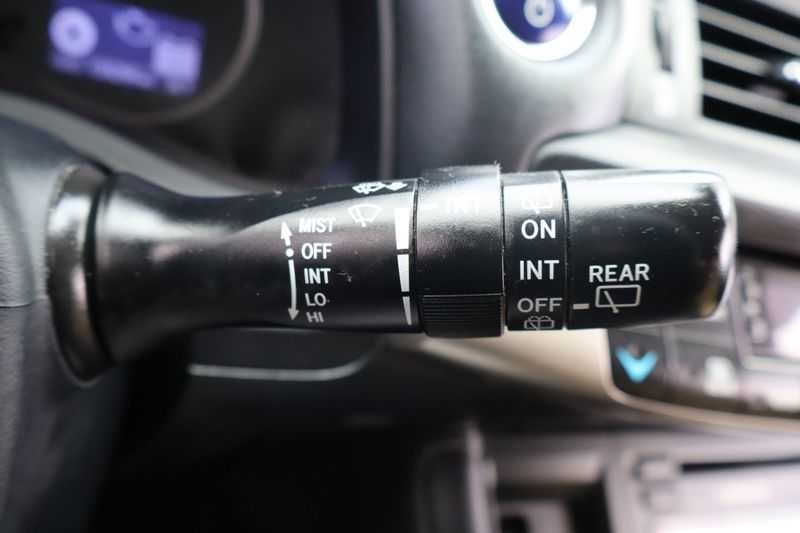 MIST
OFF
INT
LO
HI
INT
ON
INT
OFF
REAR